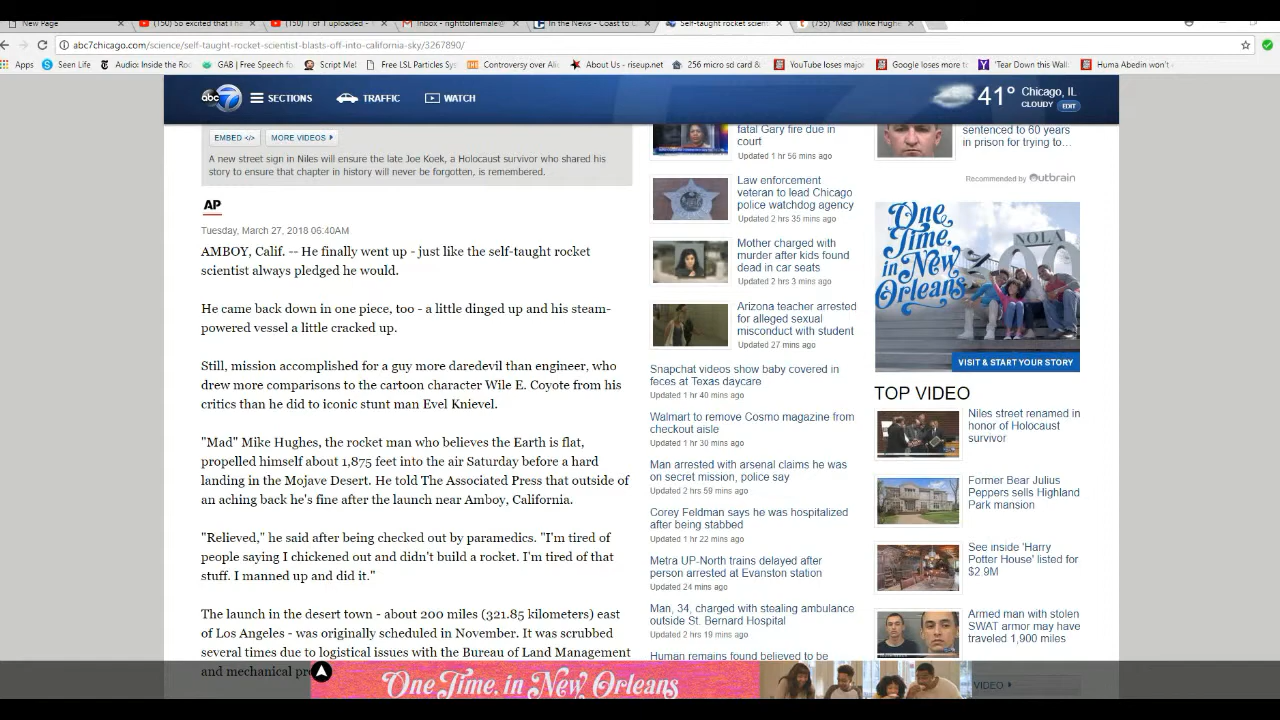 New Page
(150) So excited that I ha
(150) 1 of 1 uploaded -
Inbox - righttolifemale@
In the News - Coast to C
Self-taught rocket scient
(755) "Mad" Mike Hughe
abc7chicago.com/science/self-taught-rocket-scientist-blasts-off-into-california-sky/3267890/
Apps
Seen Life
Audio: Inside the Ro
GAB | Free Speech fo
Script Me!
Free LSL Particles Sy
Controversy over Ali
About Us - riseup.net
256 micro sd card &
YouTube loses major
Google loses more t
'Tear Down this Wall
Huma Abedin won't
abc 7
SECTIONS
TRAFFIC
WATCH
41°
Chicago, IL
CLOUDY
EDIT
EMBED </>
MORE VIDEOS
A new street sign in Niles will ensure the late Joe Koek, a Holocaust survivor who shared his
story to ensure that chapter in history will never be forgotten, is remembered.
AP
Tuesday, March 27, 2018 06:40AM
AMBOY, Calif. -- He finally went up - just like the self-taught rocket
scientist always pledged he would.
He came back down in one piece, too - a little dinged up and his steam-
powered vessel a little cracked up.
Still, mission accomplished for a guy more daredevil than engineer, who
drew more comparisons to the cartoon character Wile E. Coyote from his
critics than he did to iconic stunt man Evel Knievel.
"Mad" Mike Hughes, the rocket man who believes the Earth is flat,
propelled himself about 1,875 feet into the air Saturday before a hard
landing in the Mojave Desert. He told The Associated Press that outside of
an aching back he's fine after the launch near Amboy, California.
"Relieved," he said after being checked out by paramedics. "I'm tired of
people saying I chickened out and didn't build a rocket. I'm tired of that
stuff. I manned up and did it."
The launch in the desert town - about 200 miles (321.85 kilometers) east
of Los Angeles - was originally scheduled in November. It was scrubbed
several times due to logistical issues with the Bureau of Land Management
and mechanical pr
fatal Gary fire due in
court
Updated 1 hr 56 mins ago
Law enforcement
veteran to lead Chicago
police watchdog agency
Updated 2 hrs 35 mins ago
Mother charged with
murder after kids found
dead in car seats
Updated 2 hrs 3 mins ago
Arizona teacher arrested
for alleged sexual
misconduct with student
Updated 27 mins ago
Snapchat videos show baby covered in
feces at Texas daycare
Updated 1 hr 40 mins ago
Walmart to remove Cosmo magazine from
checkout aisle
Updated 1 hr 30 mins ago
Man arrested with arsenal claims he was
on secret mission, police say
Updated 2 hrs 59 mins ago
Corey Feldman says he was hospitalized
after being stabbed
Updated 1 hr 22 mins ago
Metra UP-North trains delayed after
person arrested at Evanston station
Updated 24 mins ago
Man, 34, charged with stealing ambulance
outside St. Bernard Hospital
Updated 2 hrs 19 mins ago
Human remains found believed to be
sentenced to 60 years
in prison for trying to...
Recommended by Outbrain
One
Time,
in New
Orleans
NOLA
ZOO
VISIT & START YOUR STORY
TOP VIDEO
Niles street renamed in
honor of Holocaust
survivor
Former Bear Julius
Peppers sells Highland
Park mansion
See inside 'Harry
Potter House' listed for
$2.9M
Armed man with stolen
SWAT armor may have
traveled 1,900 miles
VIDEO
One Time, in New Orleans